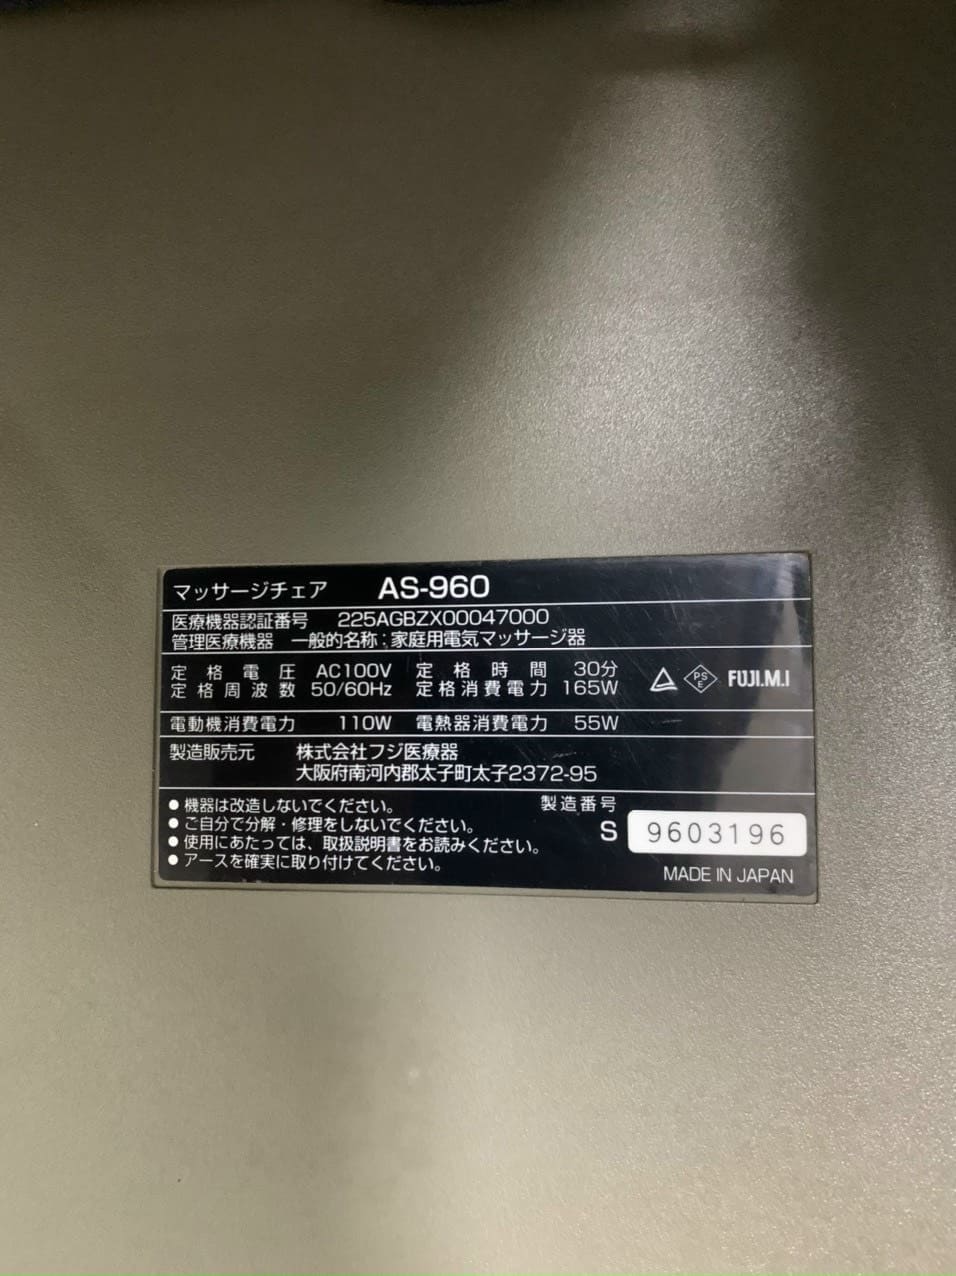 マッサージチェア AS-960
医療機器認証番号 225AGBZX00047000
管理医療機器 一般的名称:家庭用電気マッサージ器
定格電圧 AC100V 定格時間 30分
定格周波数 50/60Hz 定格消費電力 165W
PS
E
FUJI.M.I
電動機消費電力 110W 電熱器消費電力 55W
製造販売元 株式会社フジ医療器
大阪府南河内郡太子町太子2372-95
●機器は改造しないでください。
●ご自分で分解・修理をしないでください。
●使用にあたっては、取扱説明書をお読みください。
●アースを確実に取り付けてください。
製造番号
S 9603196
MADE IN JAPAN